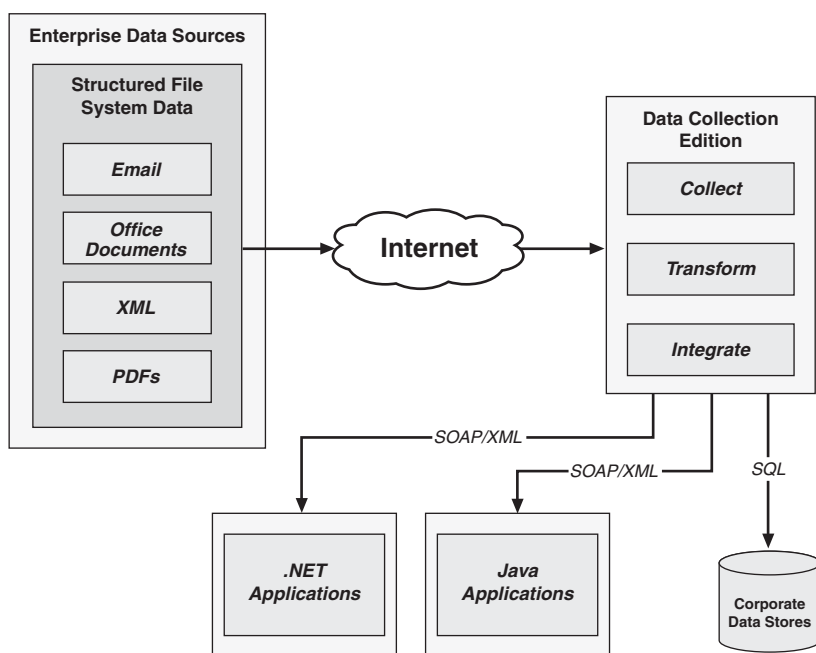 Enterprise Data Sources
Structured File
System Data
Email
Office
Documents
XML
PDFs
Internet
Data Collection
Edition
Collect
Transform
Integrate
SOAP/XML
SOAP/XML
SQL
.NET
Applications
Java
Applications
Corporate
Data Stores